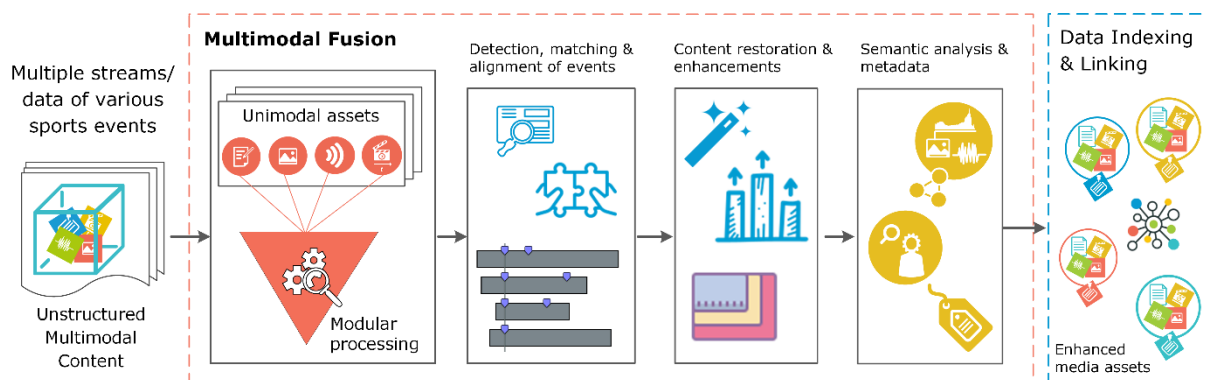 Multiple streams/
data of various
sports events
Unstructured
Multimodal
Content
Multimodal Fusion
Unimodal assets
T
Modular
processing
Detection, matching &
alignment of events
Content restoration &
enhancements
Semantic analysis &
metadata
Data Indexing
& Linking
Enhanced
media assets